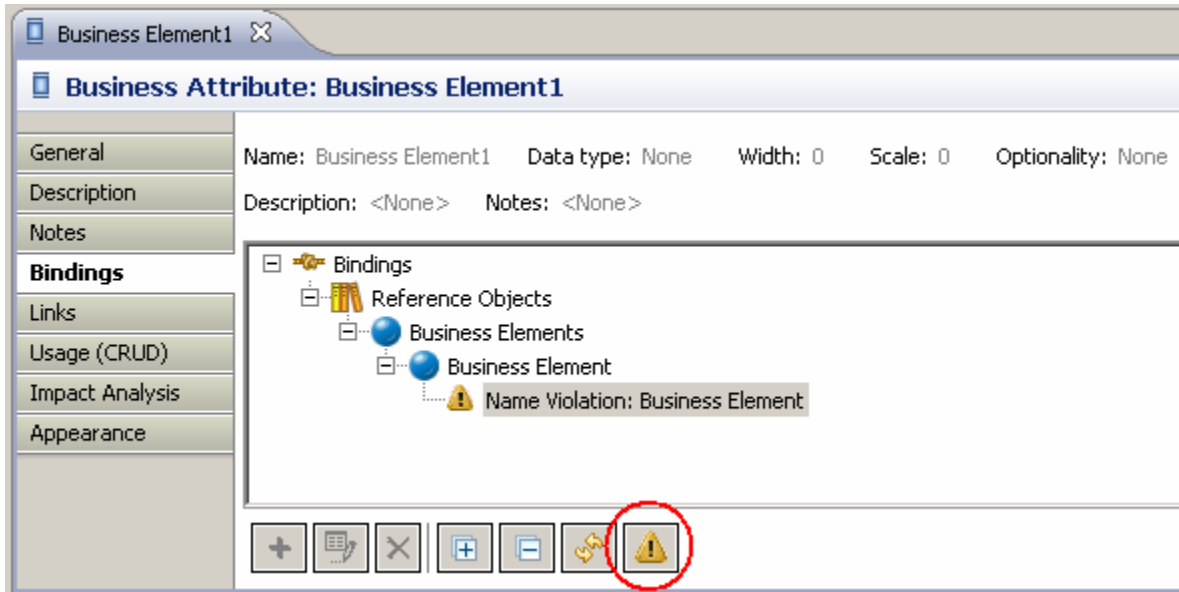 Business Element1
Business Attribute: Business Element1
General
Description
Notes
Bindings
Links
Usage (CRUD)
Impact Analysis
Appearance
Name: Business Element1 Data type: None Width: 0 Scale: 0 Optionality: None
Description: <None> Notes: <None>
Bindings
Reference Objects
Business Elements
Business Element
Name Violation: Business Element